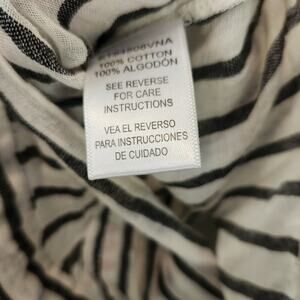 100% COTTON
100% ALGODÓN
SEE REVERSE
FOR CARE
INSTRUCTIONS
VEA EL REVERSO
PARA INSTRUCCIONES
DE CUIDADO